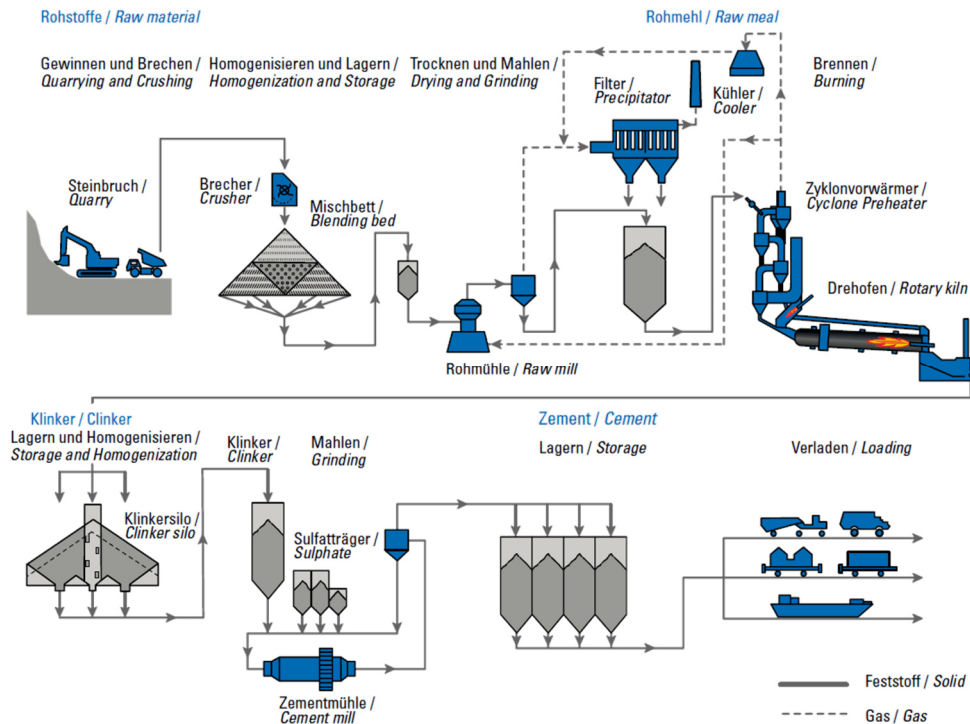 Rohstoffe / Raw material
Rohmehl / Raw meal
Gewinnen und Brechen /
Quarrying and Crushing
Homogenisieren und Lagern /
Homogenization and Storage
Trocknen und Mahlen /
Drying and Grinding
Brennen /
Burning
Filter /
Precipitator
Kühler /
Cooler
Steinbruch /
Quarry
Brecher /
Crusher
Mischbett /
Blending bed
Zyklonvorwärmer /
Cyclone Preheater
Drehofen / Rotary kiln
Rohmühle / Raw mill
Klinker / Clinker
Lagern und Homogenisieren /
Storage and Homogenization
Klinker /
Clinker
Mahlen /
Grinding
Zement / Cement
Lagern / Storage
Verladen / Loading
Klinkersilo /
Clinker silo
Sulfatträger /
Sulphate
Zementmühle /
Cement mill
Feststoff / Solid
Gas / Gas